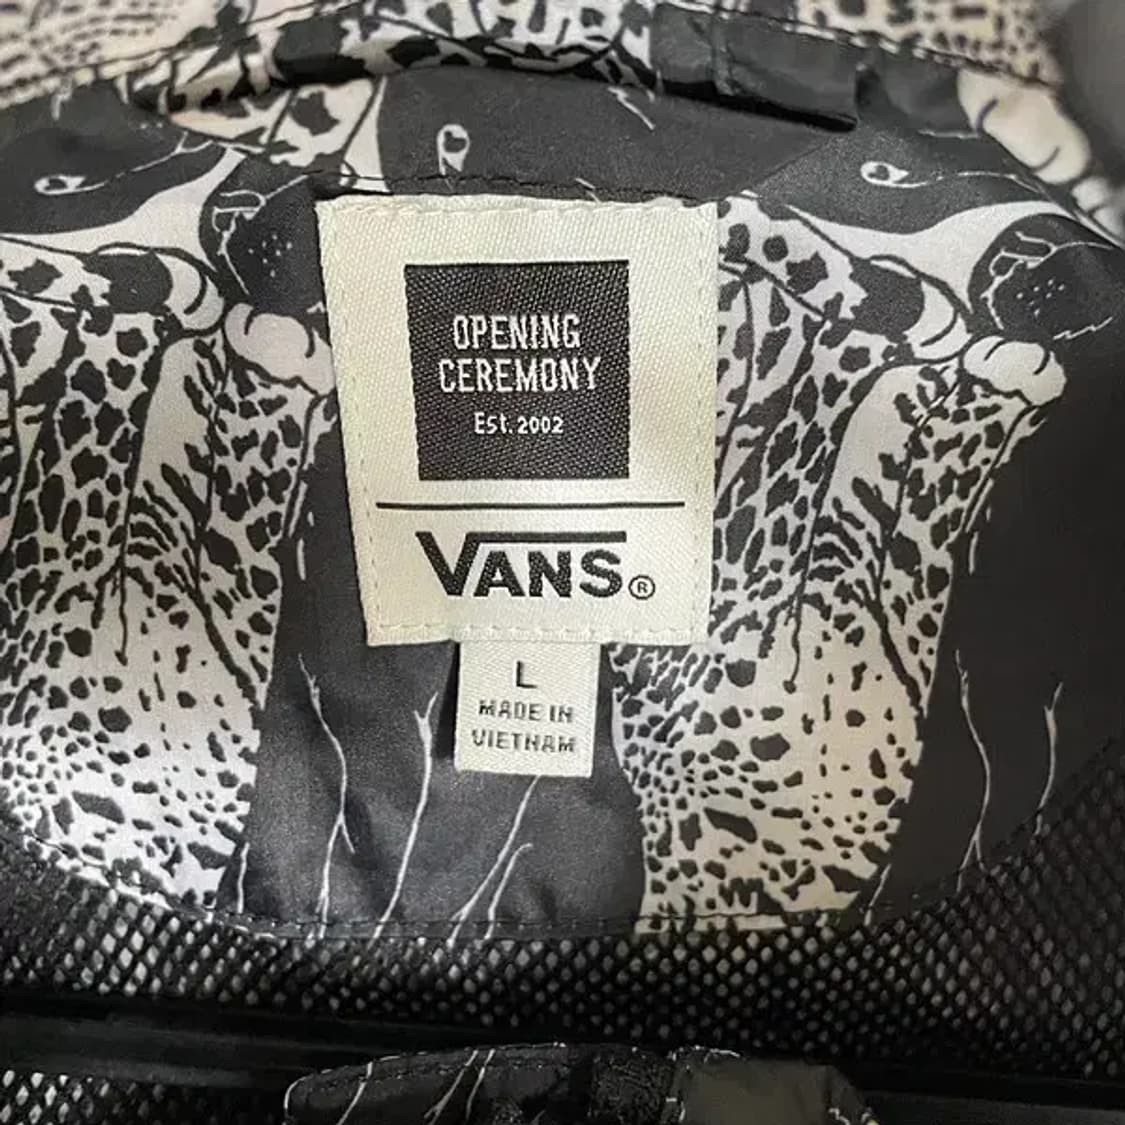 OPENING
CEREMONY
Est. 2002
VANS®
L
MADE IN
VIETNAM